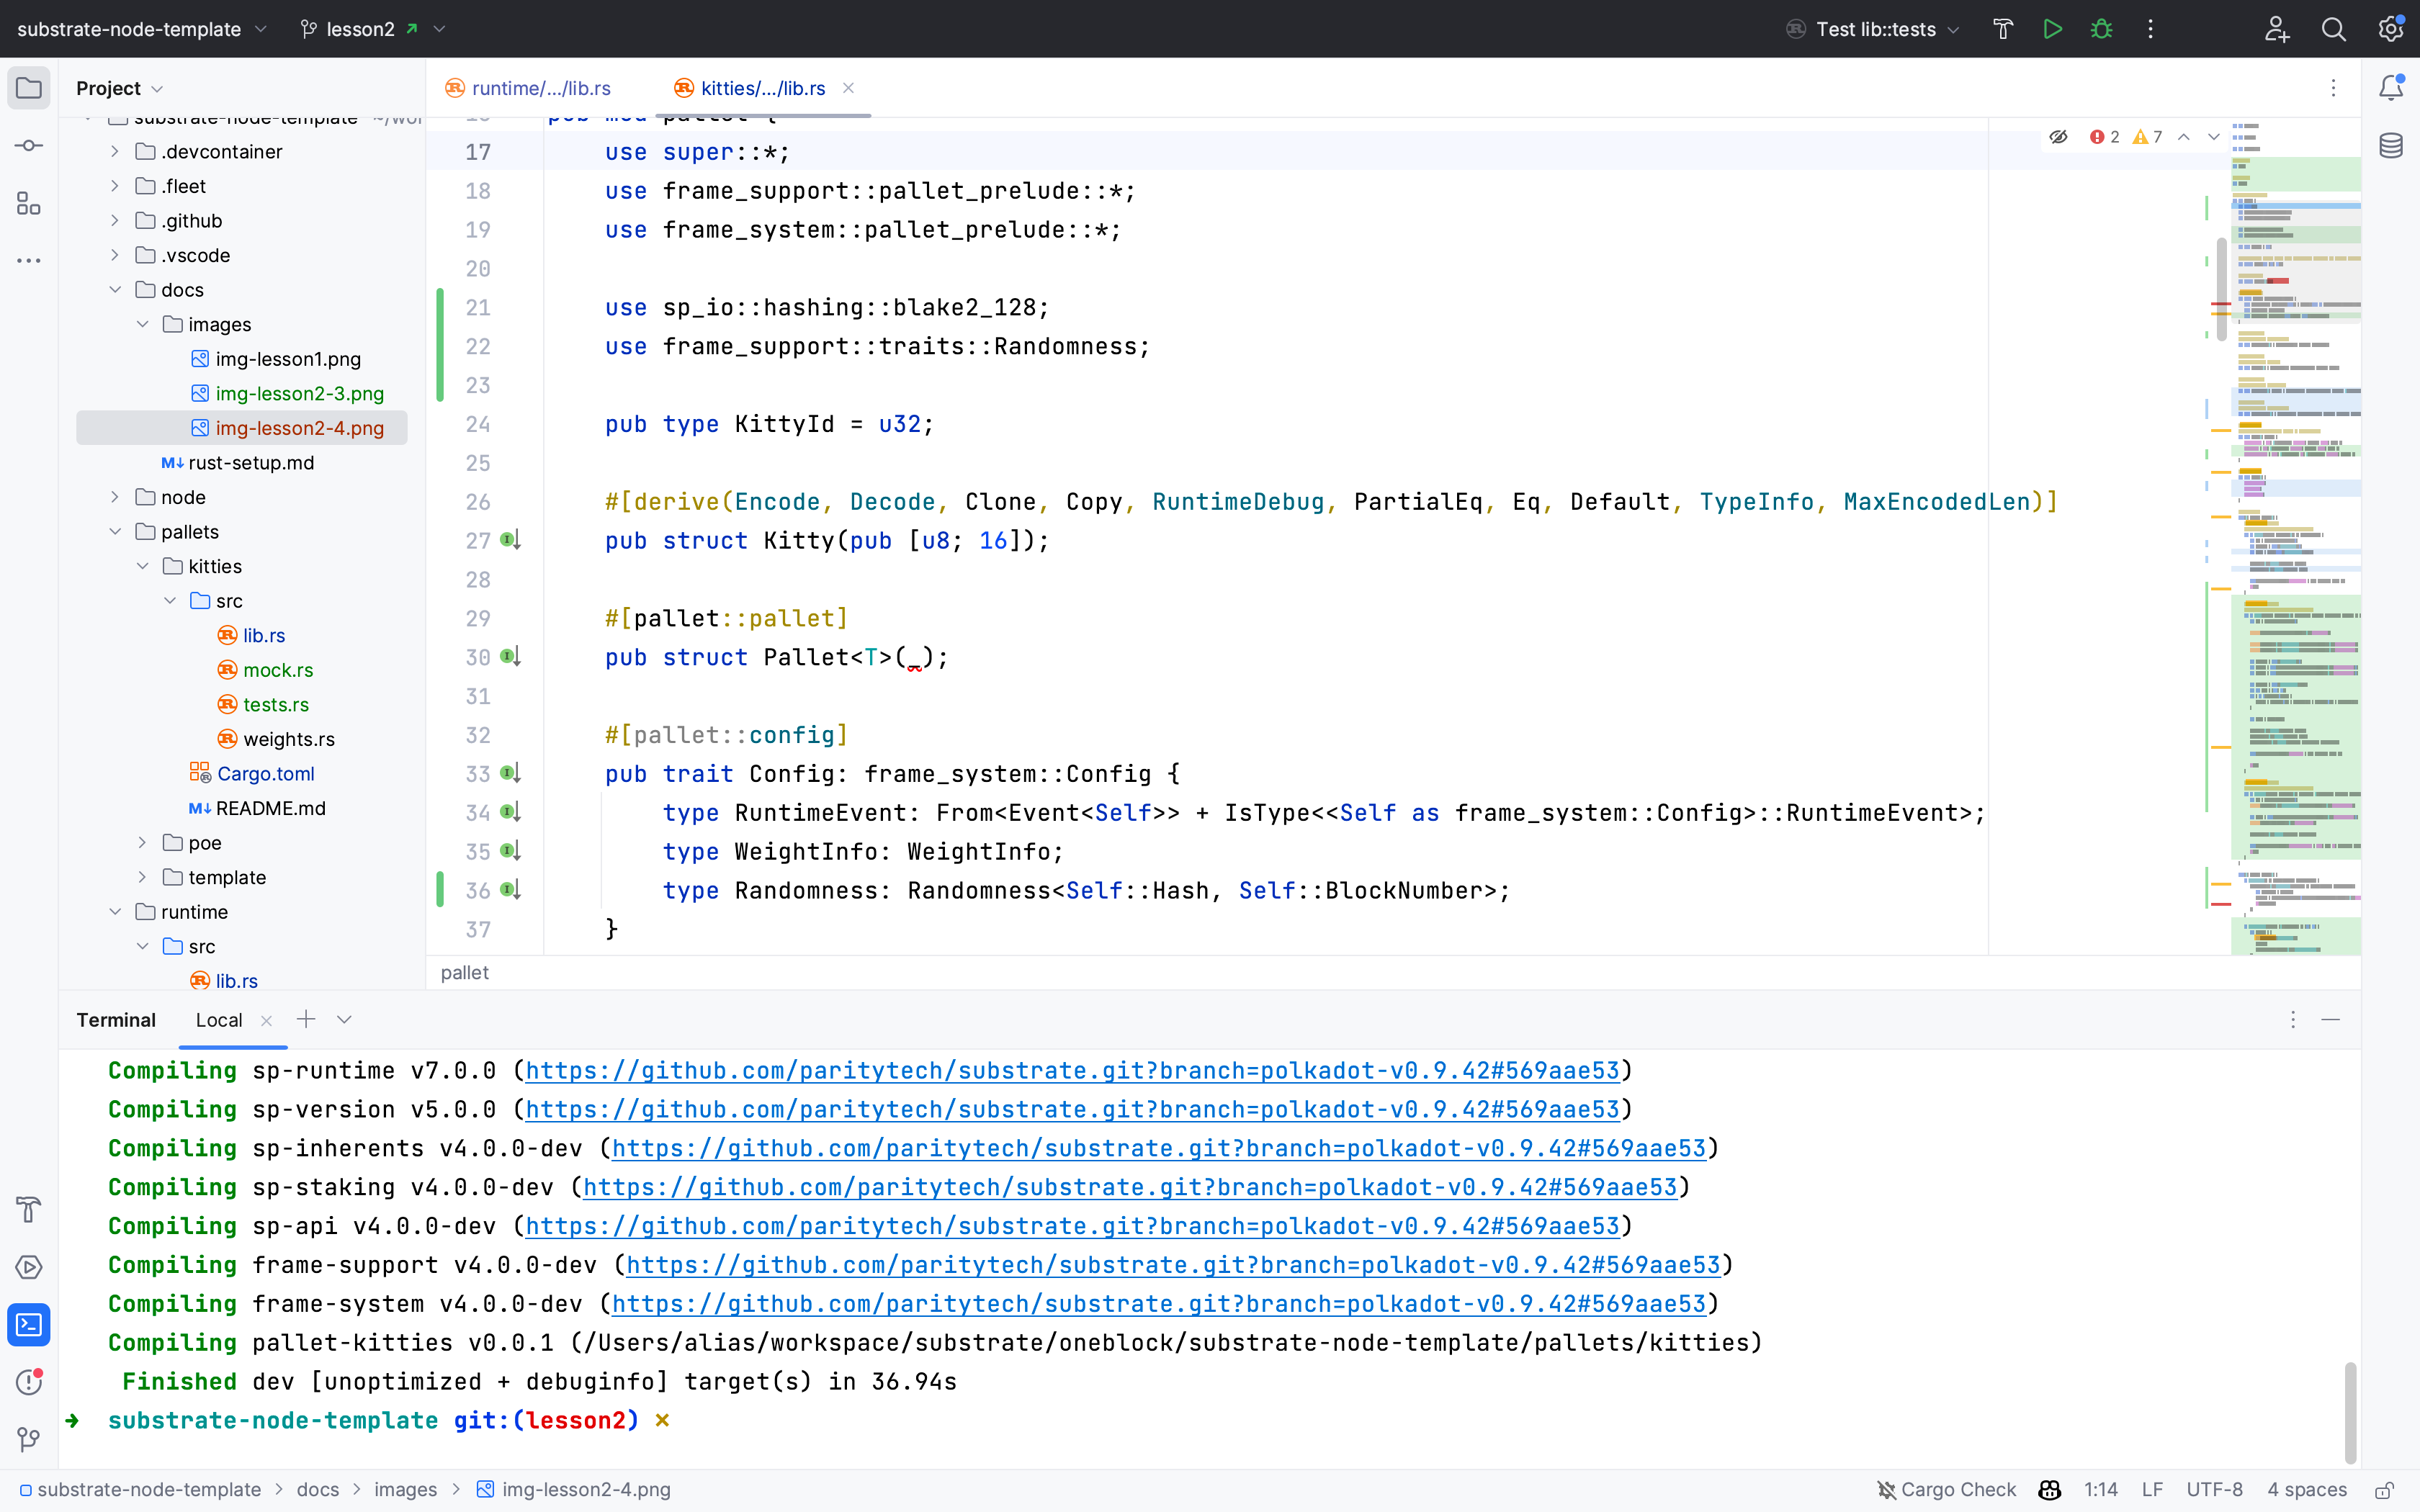 substrate-node-template
lesson2
Test lib::tests
Project
runtime/.../lib.rs
kitties/.../lib.rs
substrate-node-template
.devcontainer
.fleet
.github
.vscode
docs
images
img-lesson1.png
img-lesson2-3.png
img-lesson2-4.png
M↓ rust-setup.md
node
pallets
kitties
src
lib.rs
mock.rs
tests.rs
weights.rs
Cargo.toml
M↓ README.md
poe
template
runtime
src
lib.rs
2 7
pub mod pallet {
17 use super::*;
18 use frame_support::pallet_prelude::*;
19 use frame_system::pallet_prelude::*;
20
21 use sp_io::hashing::blake2_128;
22 use frame_support::traits::Randomness;
23
24 pub type KittyId = u32;
25
26 #[derive(Encode, Decode, Clone, Copy, RuntimeDebug, PartialEq, Eq, Default, TypeInfo, MaxEncodedLen)]
27 pub struct Kitty(pub [u8; 16]);
28
29 #[pallet::pallet]
30 pub struct Pallet<T>(_);
31
32 #[pallet::config]
33 pub trait Config: frame_system::Config {
34 type RuntimeEvent: From<Event<Self>> + IsType<<Self as frame_system::Config>::RuntimeEvent>;
35 type WeightInfo: WeightInfo;
36 type Randomness: Randomness<Self::Hash, Self::BlockNumber>;
37 }
pallet
Terminal Local
Compiling sp-runtime v7.0.0 (https://github.com/paritytech/substrate.git?branch=polkadot-v0.9.42#569aae53)
Compiling sp-version v5.0.0 (https://github.com/paritytech/substrate.git?branch=polkadot-v0.9.42#569aae53)
Compiling sp-inherents v4.0.0-dev (https://github.com/paritytech/substrate.git?branch=polkadot-v0.9.42#569aae53)
Compiling sp-staking v4.0.0-dev (https://github.com/paritytech/substrate.git?branch=polkadot-v0.9.42#569aae53)
Compiling sp-api v4.0.0-dev (https://github.com/paritytech/substrate.git?branch=polkadot-v0.9.42#569aae53)
Compiling frame-support v4.0.0-dev (https://github.com/paritytech/substrate.git?branch=polkadot-v0.9.42#569aae53)
Compiling frame-system v4.0.0-dev (https://github.com/paritytech/substrate.git?branch=polkadot-v0.9.42#569aae53)
Compiling pallet-kitties v0.0.1 (/Users/alias/workspace/substrate/oneblock/substrate-node-template/pallets/kitties)
Finished dev [unoptimized + debuginfo] target(s) in 36.94s
➜ substrate-node-template git:(lesson2) ✗
substrate-node-template > docs > images > img-lesson2-4.png
Cargo Check 1:14 LF UTF-8 4 spaces